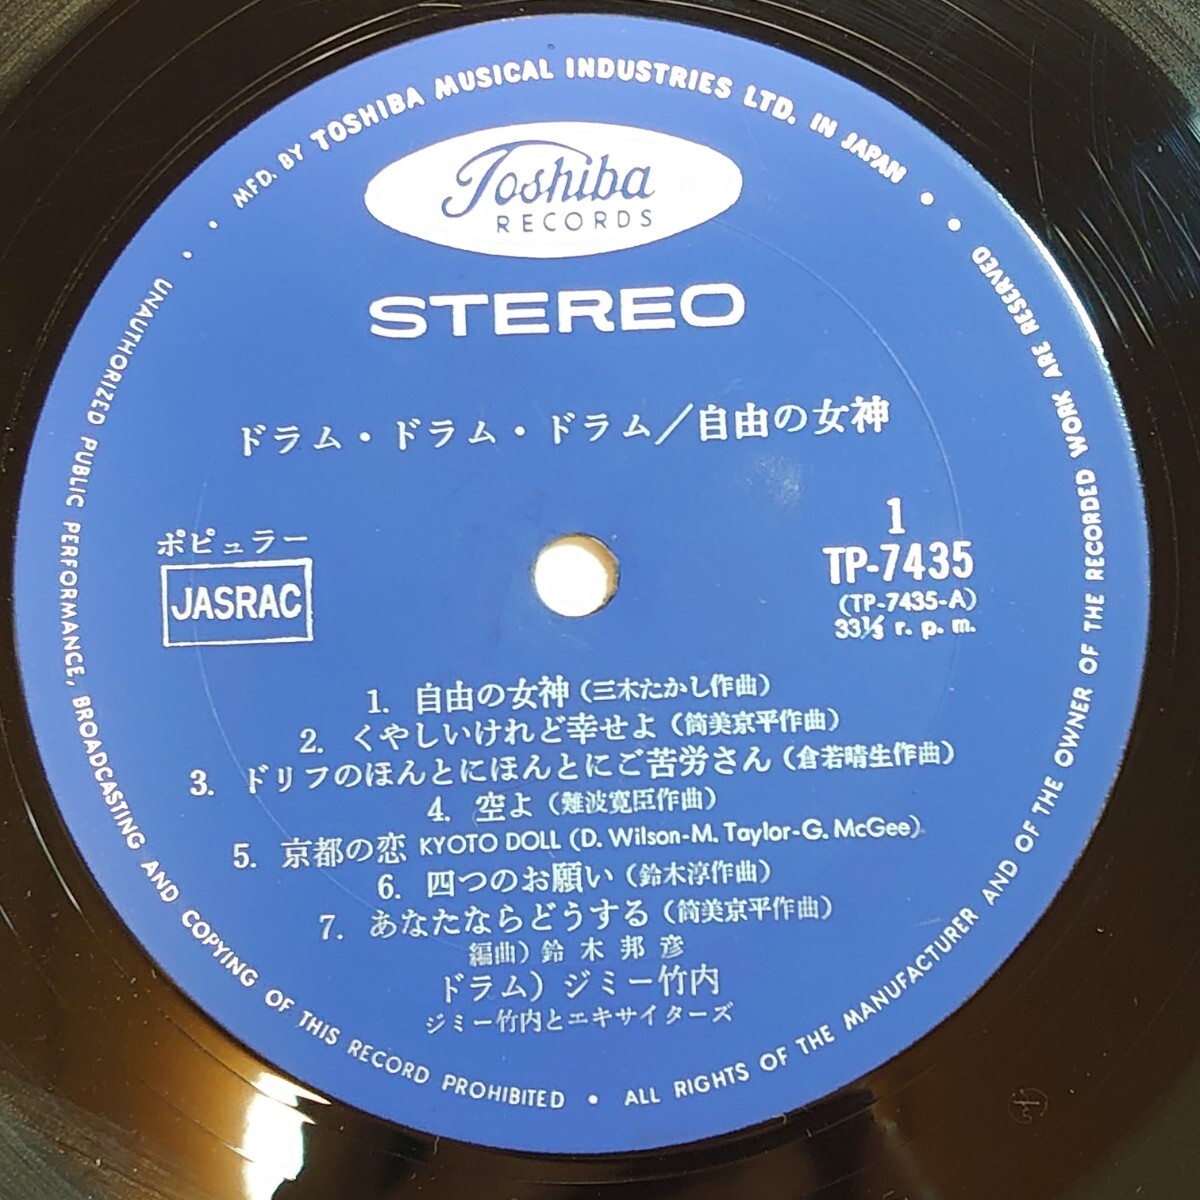 MFD. BY TOSHIBA MUSICAL INDUSTRIES LTD. IN JAPAN
Toshiba
RECORDS
STEREO
ドラム・ドラム・ドラム/自由の女神
ポピュラー
JASRAC
1
TP-7435
(TP-7435-A)
33⅓ r. p. m.
1. 自由の女神(三木たかし作曲)
2. くやしいけれど幸せよ(筒美京平作曲)
3. ドリフのほんとにほんとにご苦労さん(倉若晴生作曲)
4. 空よ(難波寛臣作曲)
5. 京都の恋 KYOTO DOLL (D. Wilson-M. Taylor-G. McGee)
6. 四つのお願い(鈴木淳作曲)
7. あなたならどうする(筒美京平作曲)
編曲) 鈴木邦彦
ドラム) ジミー竹内
ジミー竹内とエキサイターズ
UNAUTHORIZED PUBLIC PERFORMANCE, BROADCASTING AND COPYING OF THIS RECORD PROHIBITED • ALL RIGHTS OF THE MANUFACTURER AND OF THE OWNER OF THE RECORDED WORK ARE RESERVED